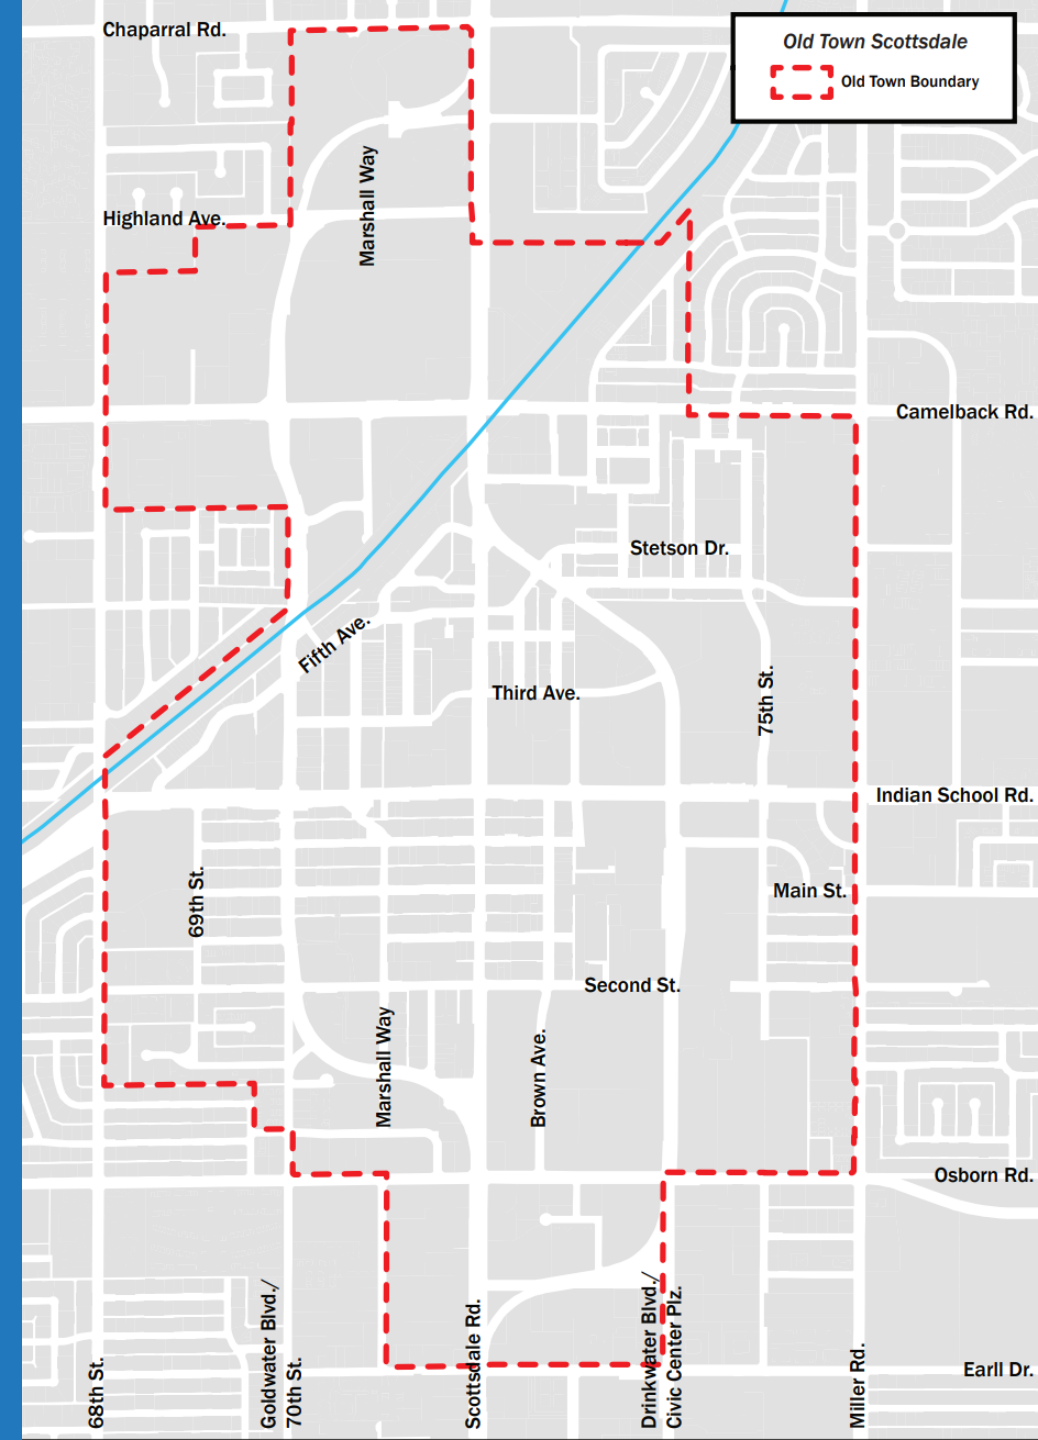 Chaparral Rd.
Old Town Scottsdale
Old Town Boundary
Marshall Way
Highland Ave.
Camelback Rd.
Stetson Dr.
Fifth Ave.
Third Ave.
75th St.
Indian School Rd.
69th St.
Main St.
Second St.
Marshall Way
Brown Ave.
Osborn Rd.
68th St.
Goldwater Blvd./
70th St.
Scottsdale Rd.
Drinkwater Blvd./
Civic Center Plz.
Miller Rd.
Earll Dr.